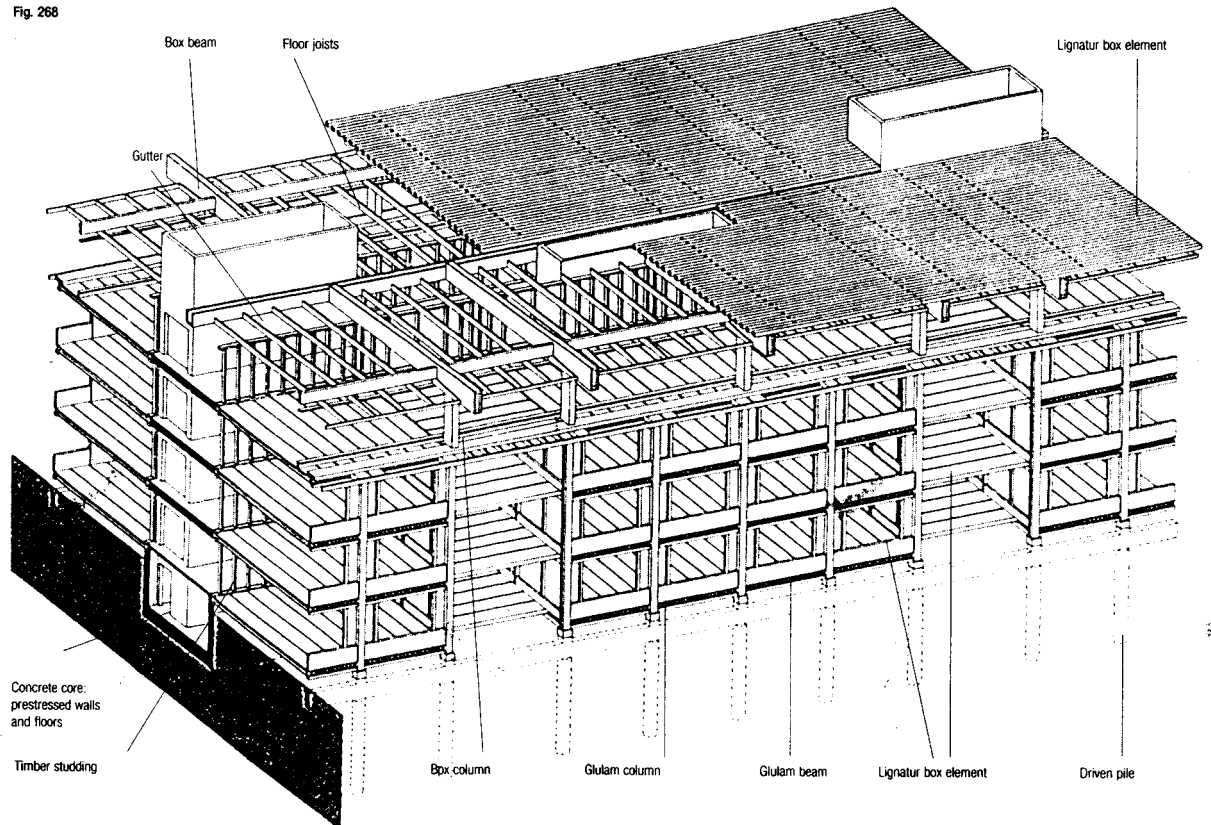 Fig. 268
Box beam
Floor joists
Lignatur box element
Gutter
Concrete core:
prestressed walls
and floors
Timber studding
Bpx column
Glulam column
Glulam beam
Lignatur box element
Driven pile